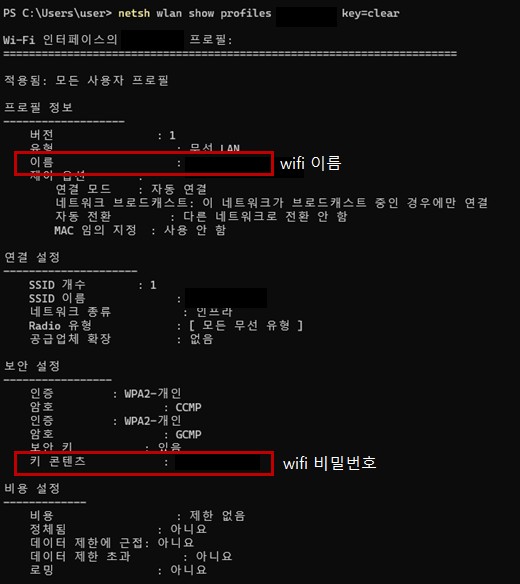 PS C:\Users\user> netsh wlan show profiles key=clear
Wi-Fi 인터페이스의 프로필:
=======================================================================
적용됨: 모든 사용자 프로필
프로필 정보
-------------------
버전 : 1
유형 : 무선 LAN
이름 : wifi 이름
제어 옵션 :
연결 모드 : 자동 연결
네트워크 브로드캐스트: 이 네트워크가 브로드캐스트 중인 경우에만 연결
자동 전환 : 다른 네트워크로 전환 안 함
MAC 임의 지정 : 사용 안 함
연결 설정
---------------------
SSID 개수 : 1
SSID 이름 :
네트워크 종류 : 인프라
Radio 유형 : [ 모든 무선 유형 ]
공급업체 확장 : 없음
보안 설정
-----------------
인증 : WPA2-개인
암호 : CCMP
인증 : WPA2-개인
암호 : GCMP
보안 키 : 있음
키 콘텐츠 : wifi 비밀번호
비용 설정
-------------
비용 : 제한 없음
정체됨 : 아니요
데이터 제한에 근접: 아니요
데이터 제한 초과 : 아니요
로밍 : 아니요